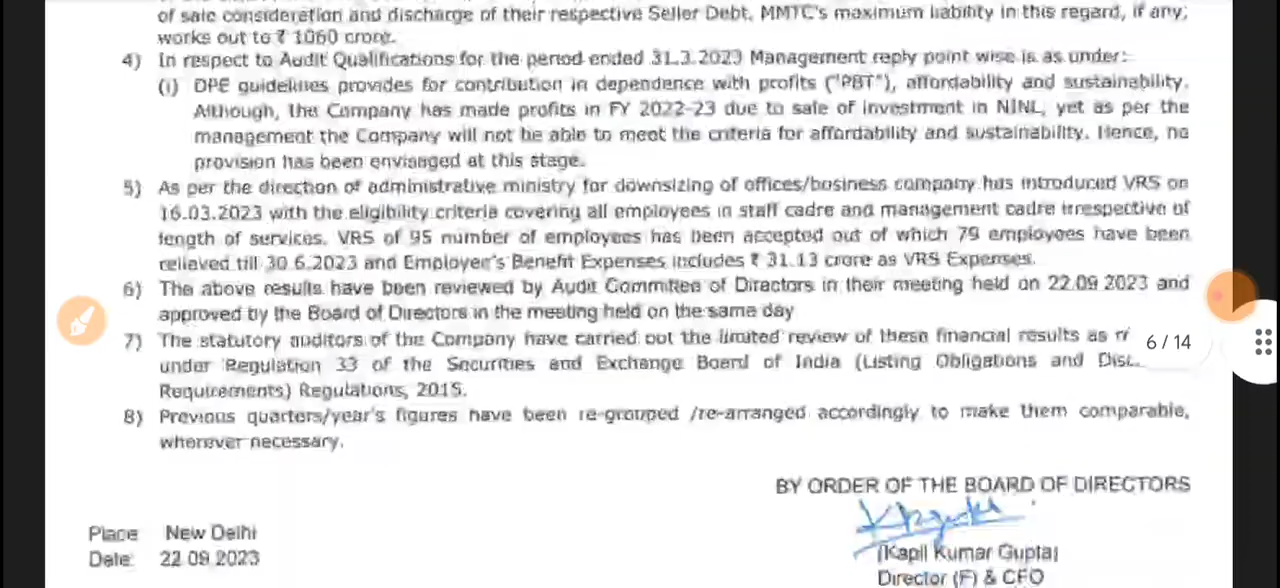 of sale consideration and discharge of their respective Seller Debt. MMTC's maximum liability in this regard, if any,
works out to ₹ 1060 crore.
4) In respect to Audit Qualifications for the period ended 31.3.2023 Management reply point wise is as under:-
(i) DPE guidelines provides for contribution in dependence with profits ("PBT"), affordability and sustainability.
Although, the Company has made profits in FY 2022-23 due to sale of investment in NINL, yet as per the
management the Company will not be able to meet the criteria for affordability and sustainability. Hence, no
provision has been envisaged at this stage.
5) As per the direction of administrative ministry for downsizing of offices/business company has introduced VRS on
16.03.2023 with the eligibility criteria covering all employees in staff cadre and management cadre irrespective of
length of services. VRS of 95 number of employees has been accepted out of which 79 employees have been
relieved till 30.6.2023 and Employee's Benefit Expenses includes ₹ 31.13 crore as VRS Expenses.
6) The above results have been reviewed by Audit Committee of Directors in their meeting held on 22.09.2023 and
approved by the Board of Directors in the meeting held on the same day
7) The statutory auditors of the Company have carried out the limited review of these financial results as
6 / 14
under Regulation 33 of the Securities and Exchange Board of India (Listing Obligations and
Requirements) Regulations, 2015.
8) Previous quarters/year's figures have been re-grouped /re-arranged accordingly to make them comparable,
wherever necessary.
BY ORDER OF THE BOARD OF DIRECTORS
Place: New Delhi
Date: 22.09.2023
(Kapil Kumar Gupta)
Director (F) & CFO